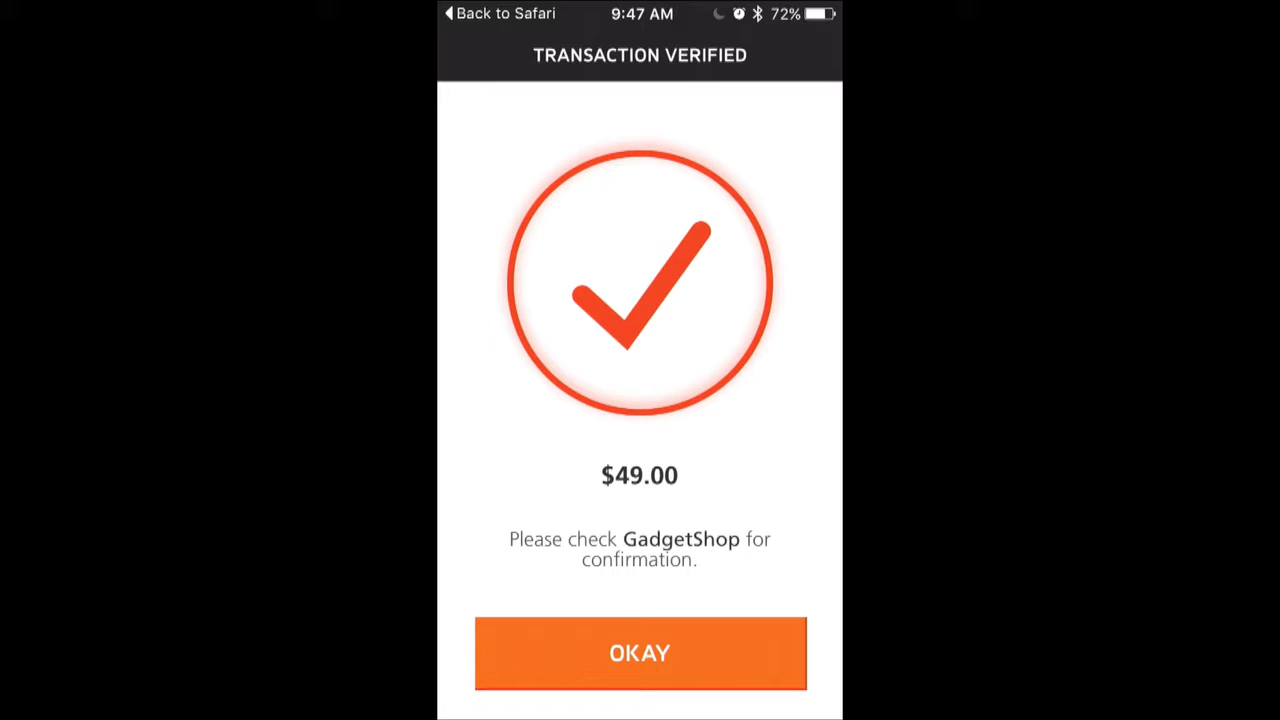 Back to Safari 9:47 AM 72%
TRANSACTION VERIFIED
$49.00
Please check GadgetShop for
confirmation.
OKAY